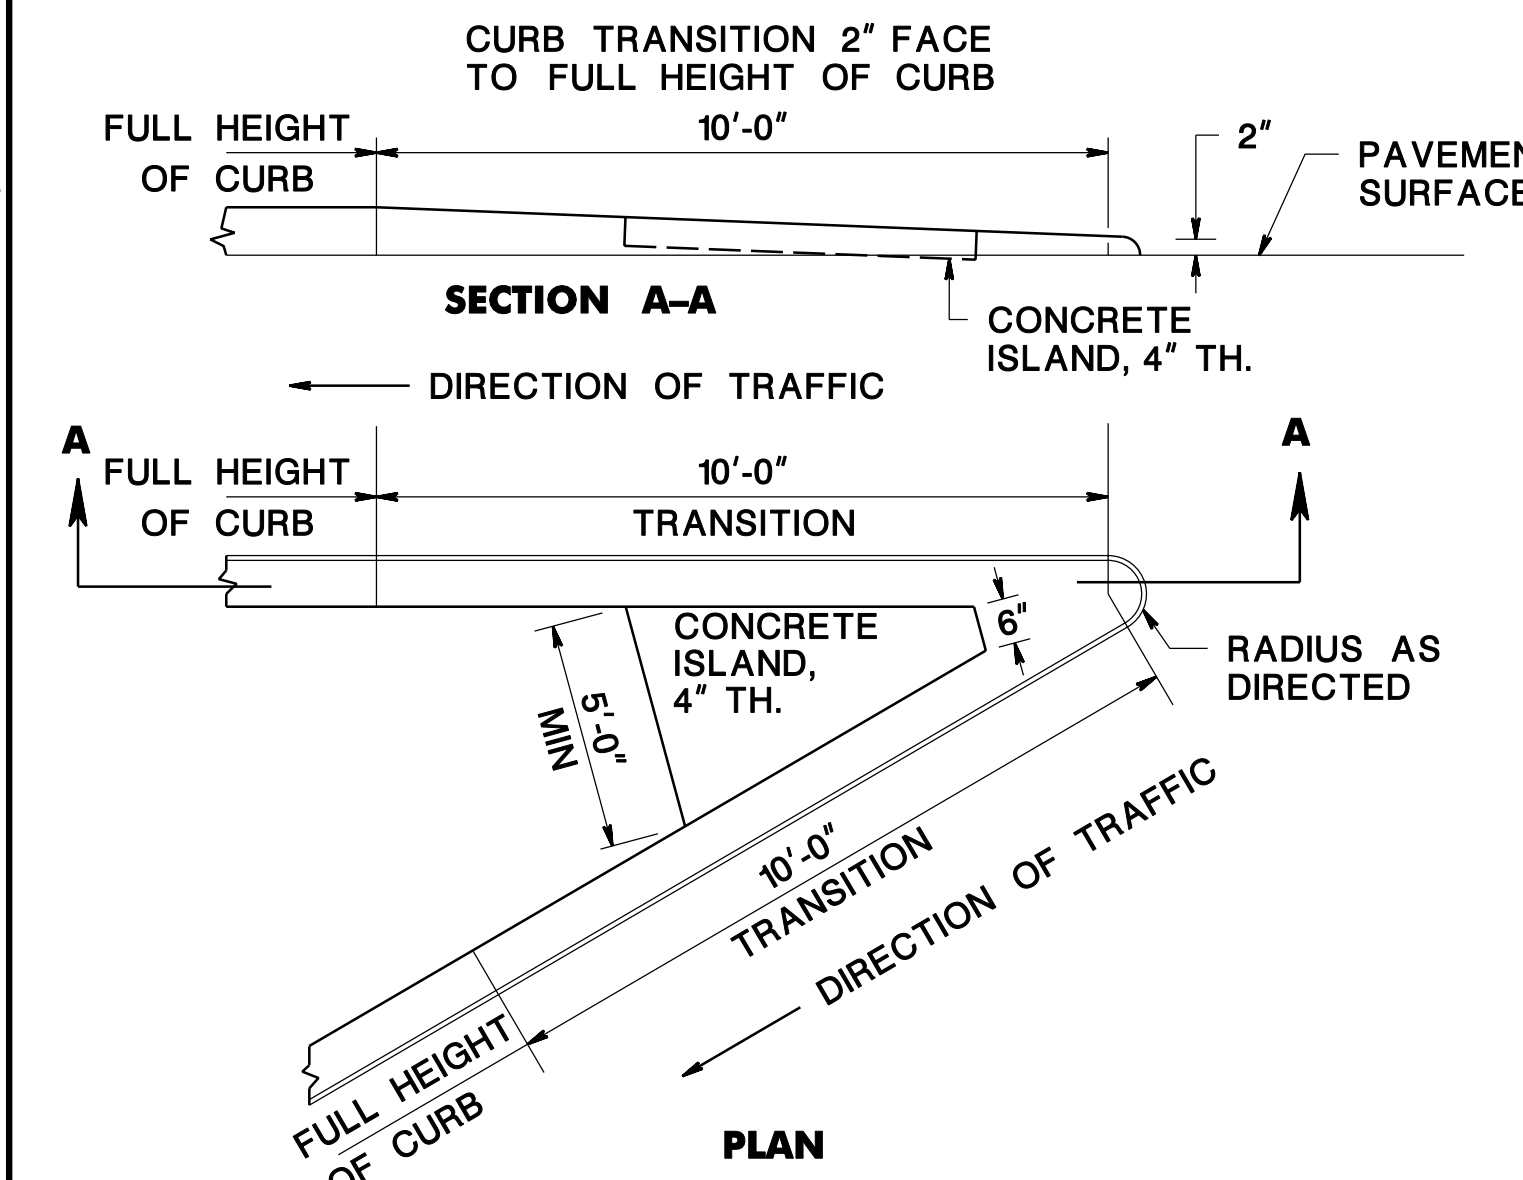 CURB TRANSITION 2" FACE
TO FULL HEIGHT OF CURB
FULL HEIGHT
OF CURB
10'-0"
2"
PAVEMEN
SURFACE
SECTION A–A
CONCRETE
ISLAND, 4" TH.
DIRECTION OF TRAFFIC
A
A
FULL HEIGHT
OF CURB
10'-0"
TRANSITION
CONCRETE
ISLAND,
4" TH.
6"
RADIUS AS
DIRECTED
5'-0"
MIN
10'-0"
TRANSITION
DIRECTION OF TRAFFIC
FULL HEIGHT
OF CURB
PLAN